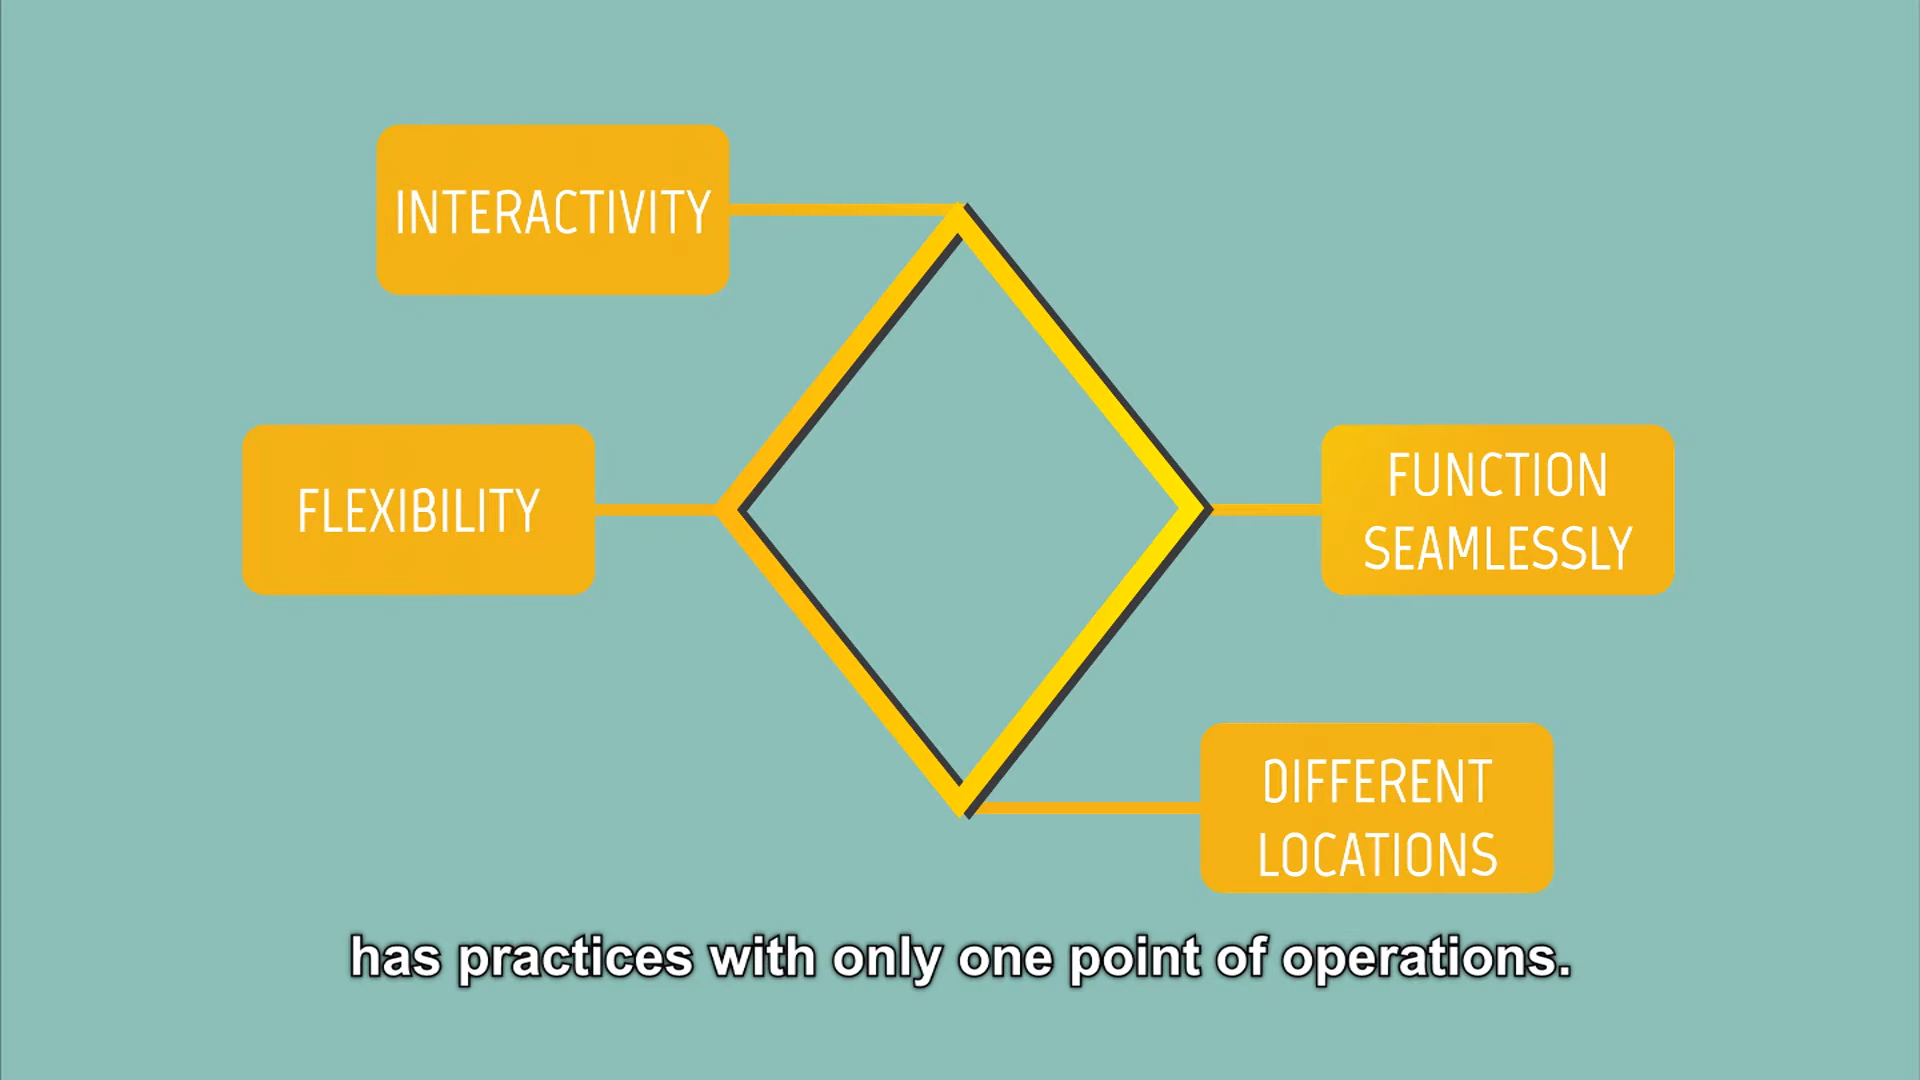 INTERACTIVITY
FLEXIBILITY
FUNCTION
SEAMLESSLY
DIFFERENT
LOCATIONS
has practices with only one point of operations.